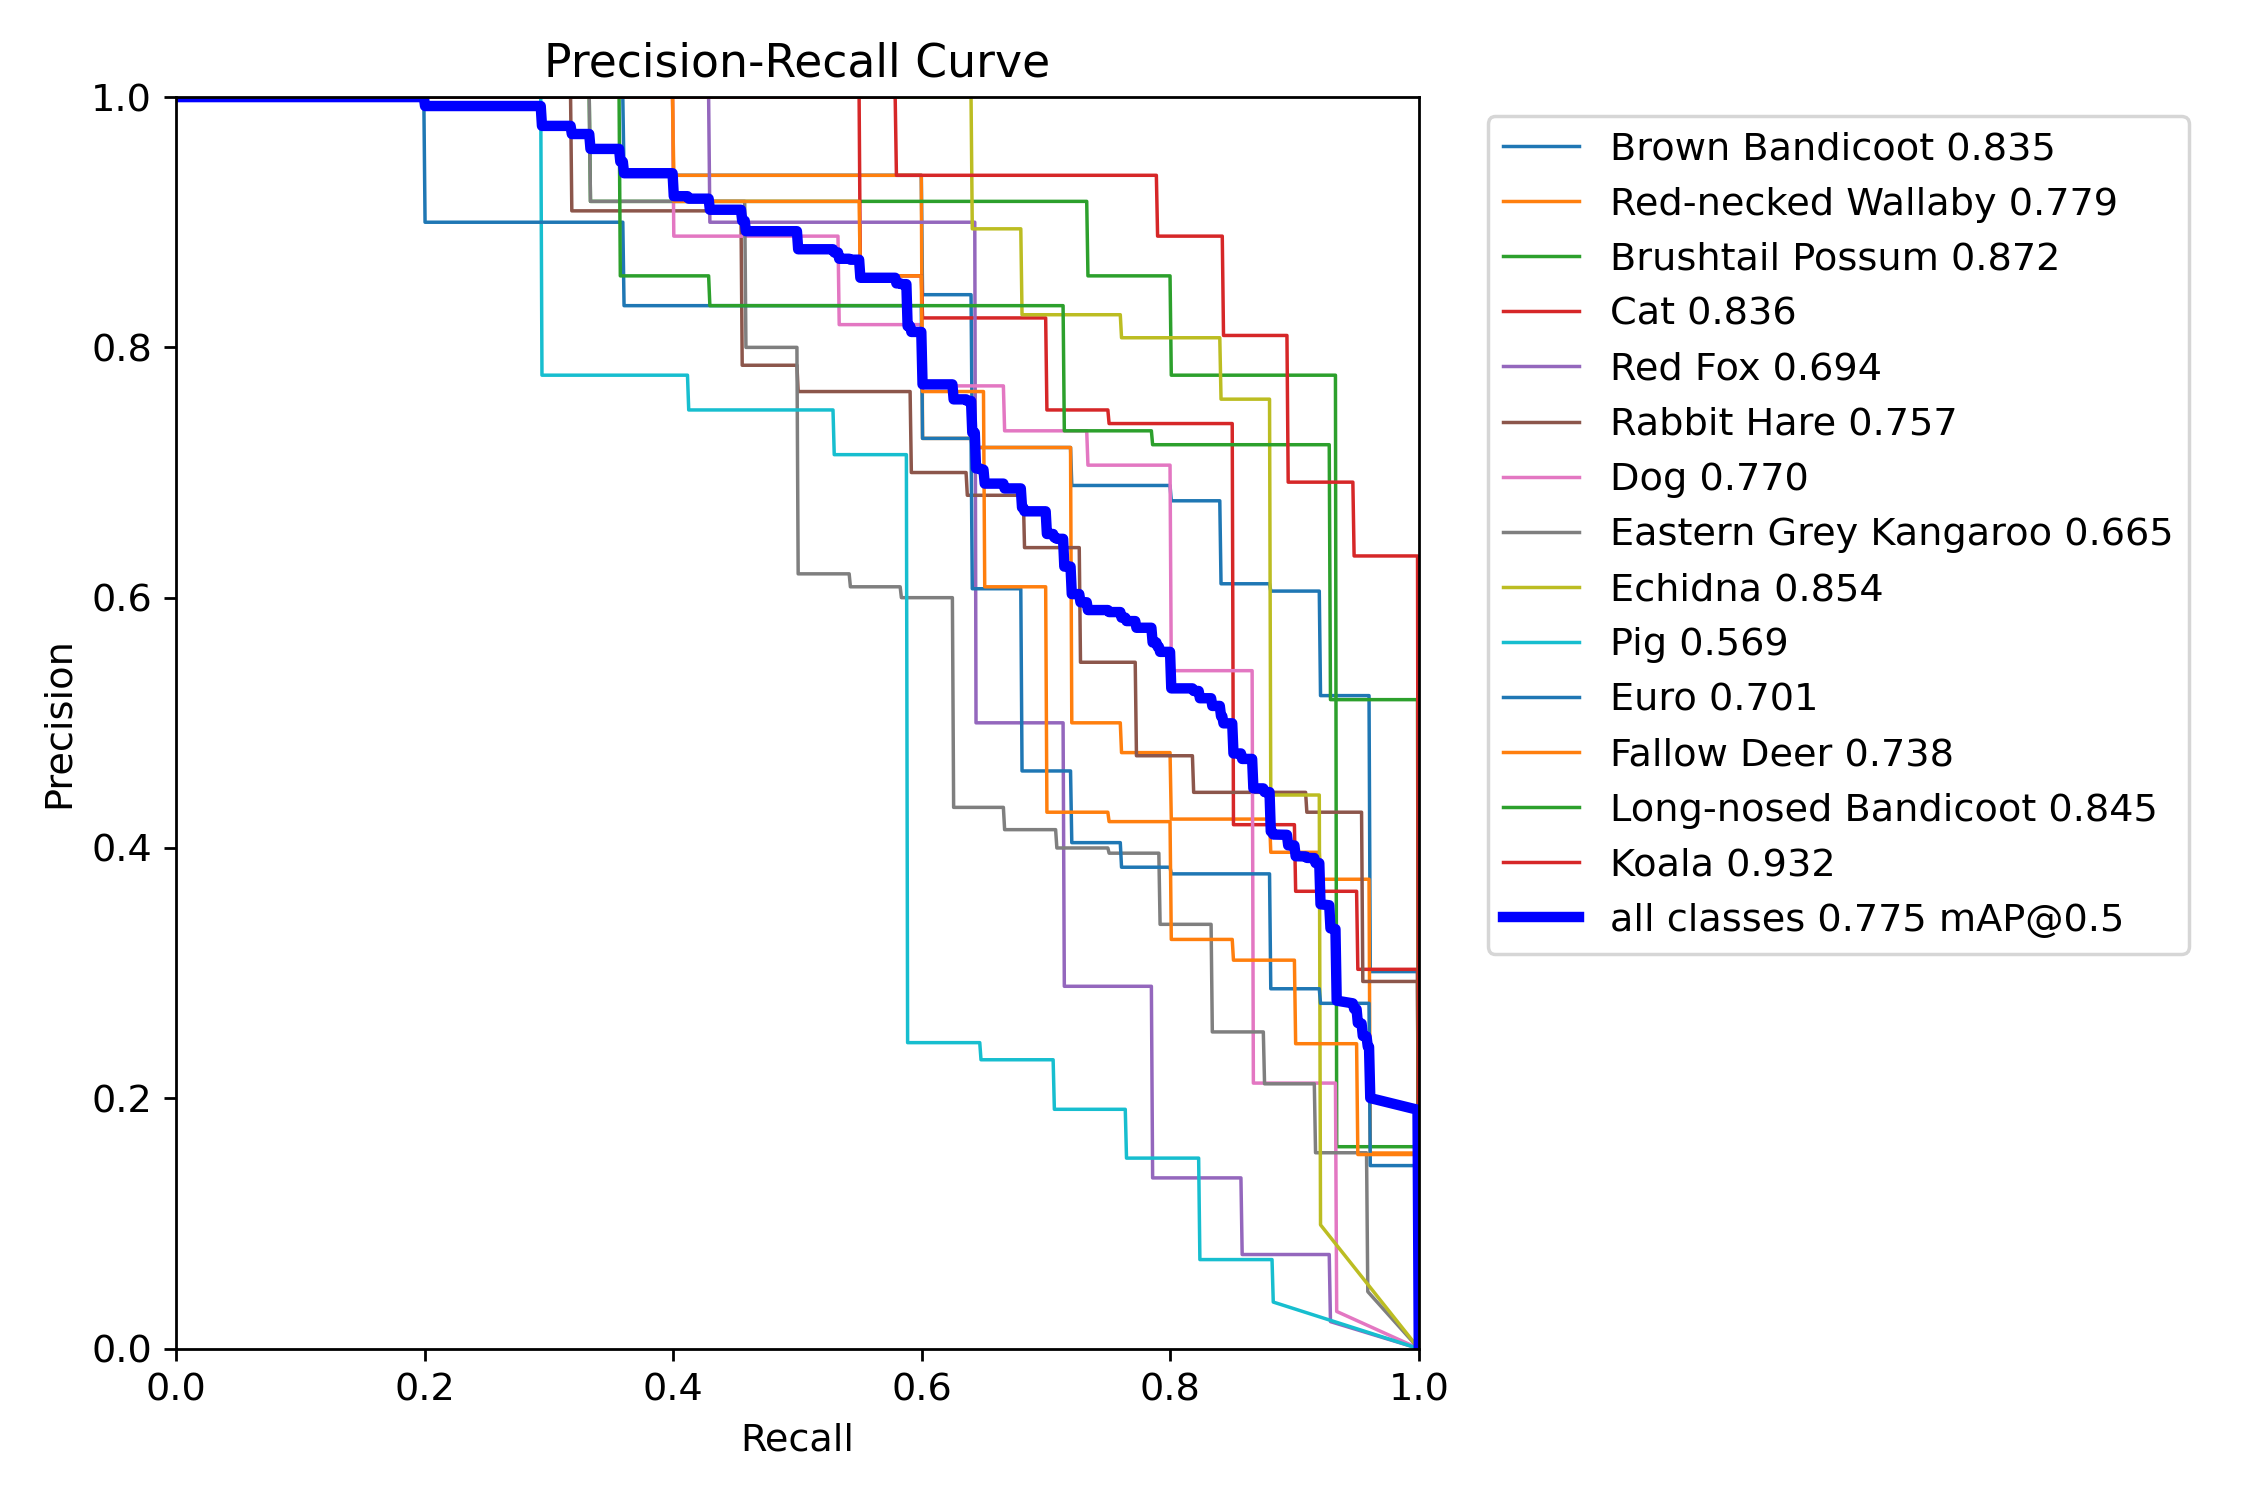 Precision-Recall Curve
1.0
0.8
0.6
0.4
0.2
0.0
Precision
0.0 0.2 0.4 0.6 0.8 1.0
Recall
Brown Bandicoot 0.835
Red-necked Wallaby 0.779
Brushtail Possum 0.872
Cat 0.836
Red Fox 0.694
Rabbit Hare 0.757
Dog 0.770
Eastern Grey Kangaroo 0.665
Echidna 0.854
Pig 0.569
Euro 0.701
Fallow Deer 0.738
Long-nosed Bandicoot 0.845
Koala 0.932
all classes 0.775 mAP@0.5